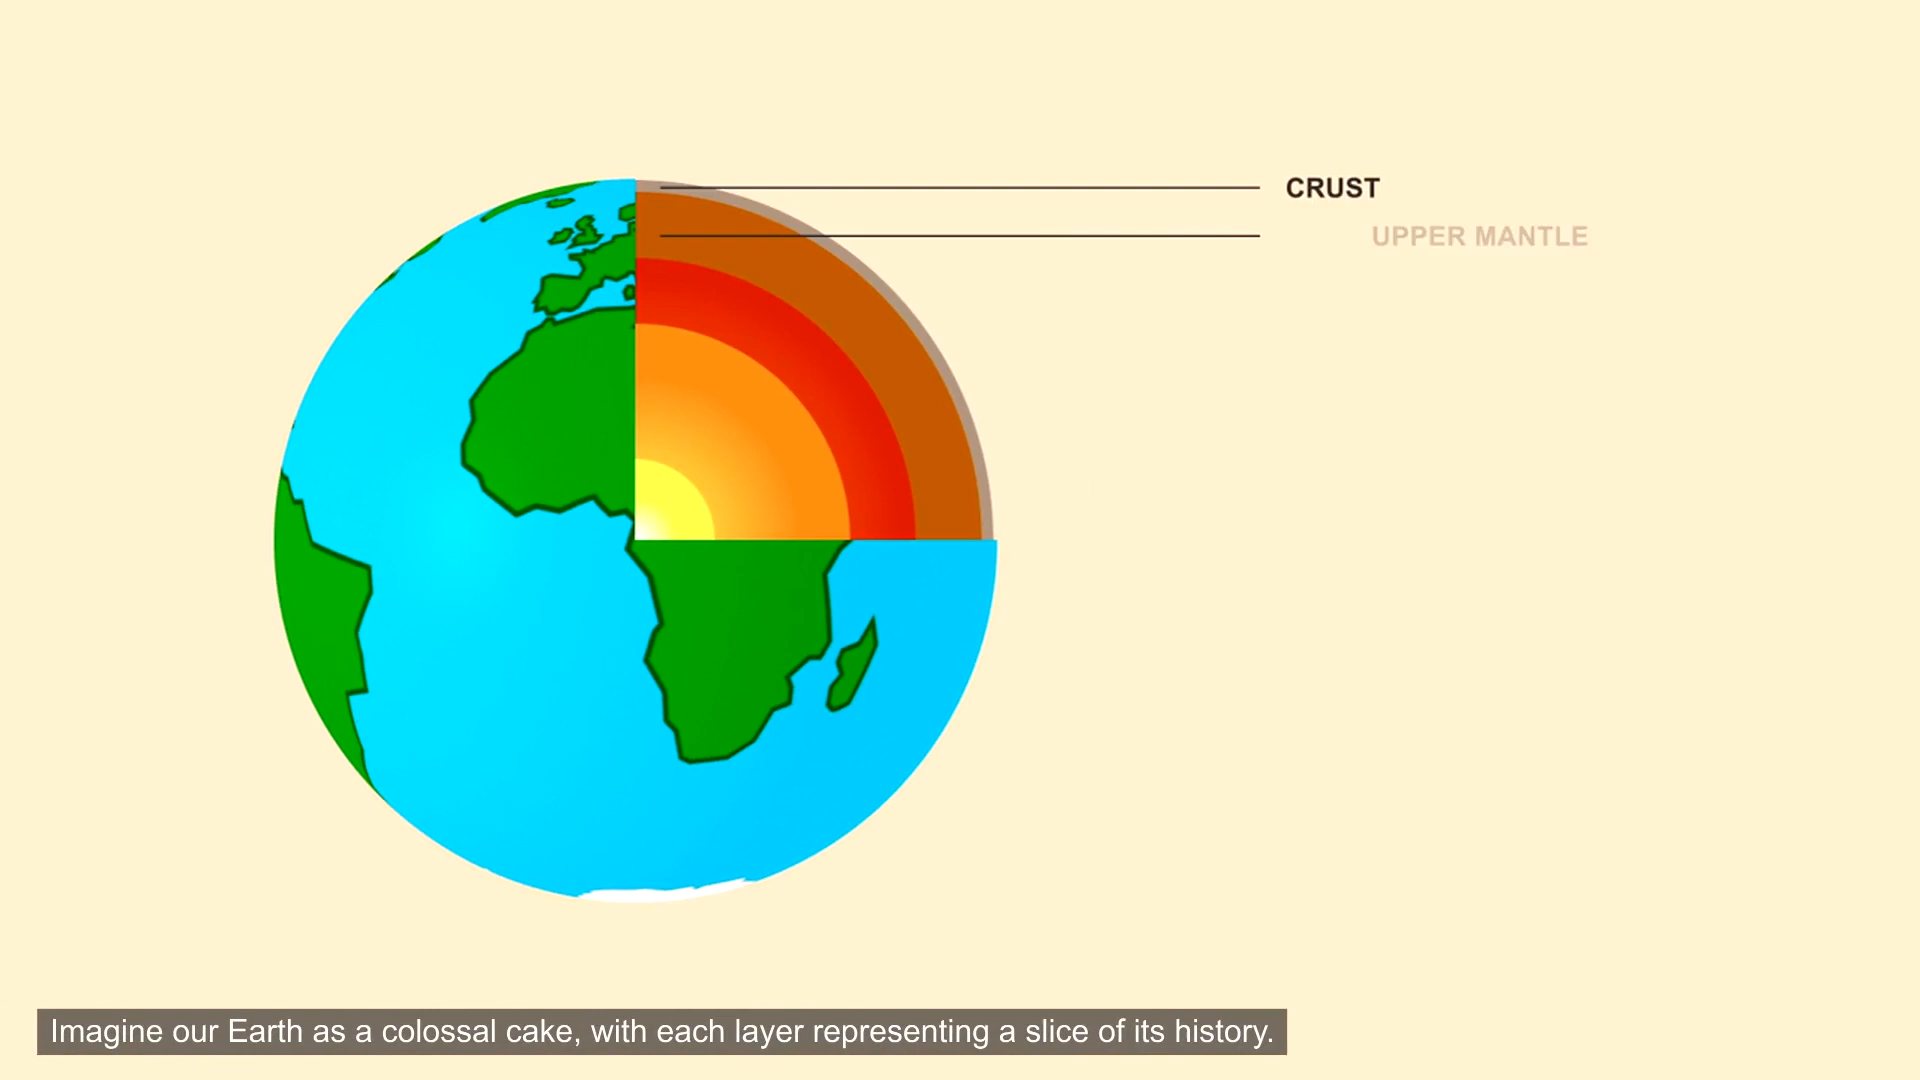 CRUST
UPPER MANTLE
Imagine our Earth as a colossal cake, with each layer representing a slice of its history.